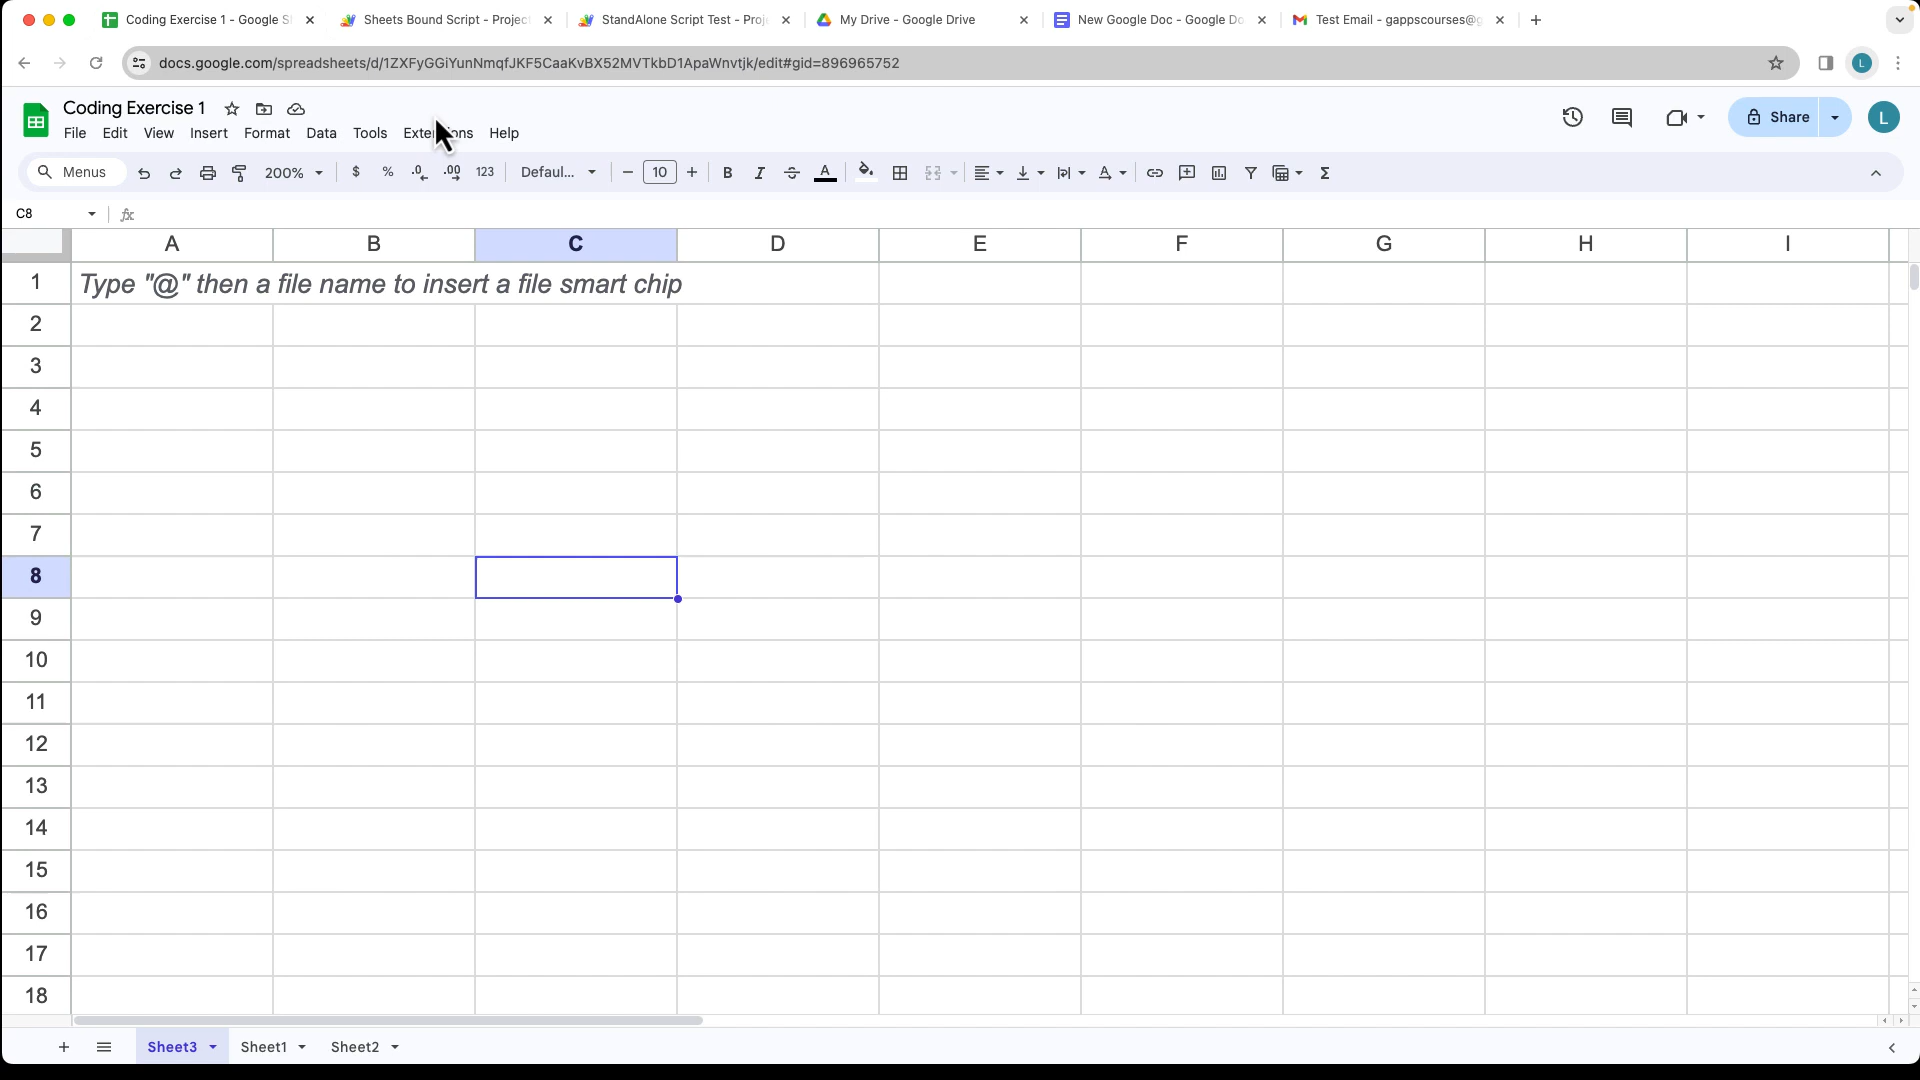 Coding Exercise 1 - Google S
Sheets Bound Script - Project
StandAlone Script Test - Proje
My Drive - Google Drive
New Google Doc - Google Do
Test Email - gappscourses@g
docs.google.com/spreadsheets/d/1ZXFyGGiYunNmqfJKF5CaaKvBX52MVTkbD1ApaWnvtjk/edit#gid=896965752
Coding Exercise 1
File Edit View Insert Format Data Tools Extensions Help
Share
L
L
Menus 200% $ % .0 .00 123 Defaul... 10 B I S A Σ
C8 fx
A B C D E F G H I
1 Type "@" then a file name to insert a file smart chip
2
3
4
5
6
7
8
9
10
11
12
13
14
15
16
17
18
Sheet3 Sheet1 Sheet2